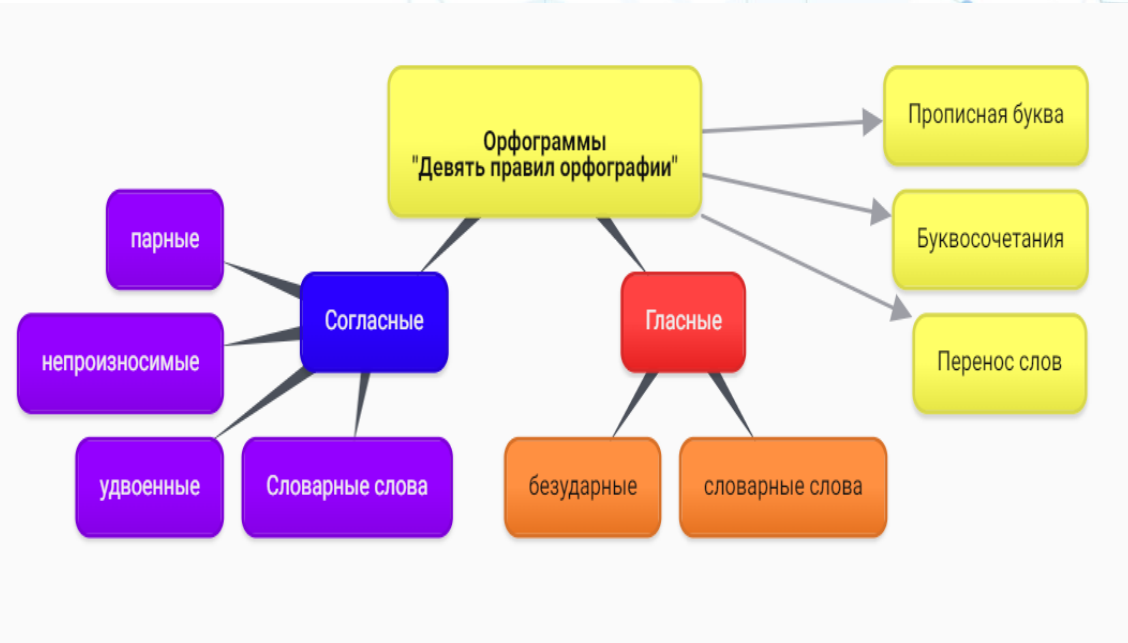 Орфограммы
"Девять правил орфографии"
Прописная буква
Буквосочетания
Перенос слов
Согласные
парные
непроизносимые
удвоенные
Словарные слова
Гласные
безударные
словарные слова